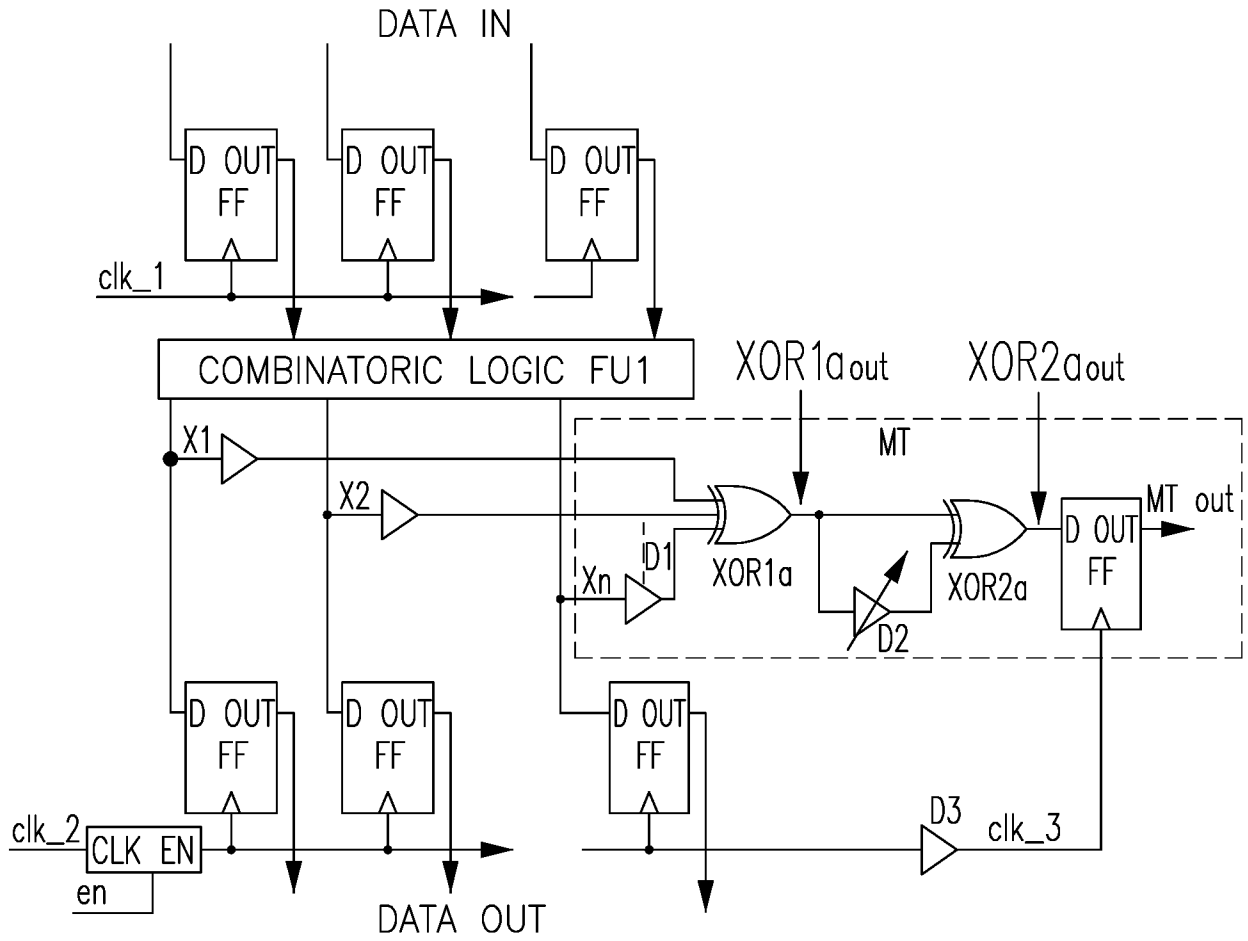 DATA IN
D OUT
FF
D OUT
FF
D OUT
FF
clk_1
COMBINATORIC LOGIC FU1
XOR1a out
XOR2a out
MT
X1
X2
Xn
D1
XOR1a
D2
XOR2a
D OUT
FF
MT out
D OUT
FF
D OUT
FF
D OUT
FF
clk_2
CLK EN
en
D3
clk_3
DATA OUT